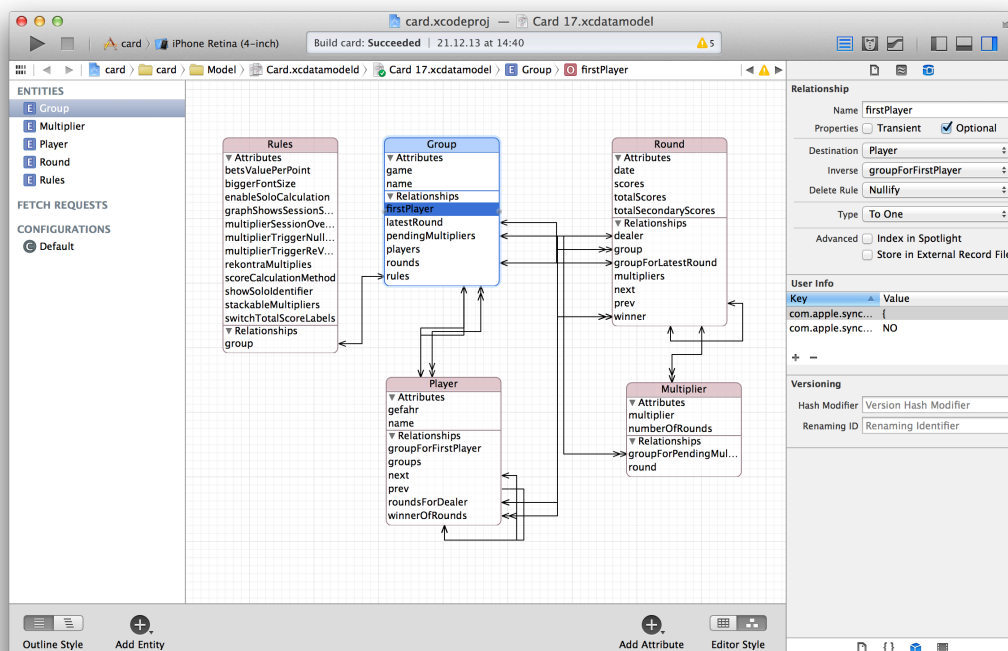 card.xcodeproj — Card 17.xcdatamodel
card iPhone Retina (4-inch)
Build card: Succeeded | 21.12.13 at 14:40
5
card card Model Card.xcdatamodeld Card 17.xcdatamodel E Group O firstPlayer
ENTITIES
E Group
E Multiplier
E Player
E Round
E Rules
FETCH REQUESTS
CONFIGURATIONS
C Default
Rules
Attributes
betsValuePerPoint
biggerFontSize
enableSoloCalculation
graphShowsSessionS...
multiplierSessionOve...
multiplierTriggerNull...
multiplierTriggerReV...
rekontraMultiplies
scoreCalculationMethod
showSoloIdentifier
stackableMultipliers
switchTotalScoreLabels
Relationships
group
Group
Attributes
game
name
Relationships
firstPlayer
latestRound
pendingMultipliers
players
rounds
rules
Round
Attributes
date
scores
totalScores
totalSecondaryScores
Relationships
dealer
group
groupForLatestRound
multipliers
next
prev
winner
Player
Attributes
gefahr
name
Relationships
groupForFirstPlayer
groups
next
prev
roundsForDealer
winnerOfRounds
Multiplier
Attributes
multiplier
numberOfRounds
Relationships
groupForPendingMul...
round
Relationship
Name firstPlayer
Properties Transient Optional
Destination Player
Inverse groupForFirstPlayer
Delete Rule Nullify
Type To One
Advanced Index in Spotlight
Store in External Record File
User Info
Key Value
com.apple.sync... {
com.apple.sync... NO
+ −
Versioning
Hash Modifier Version Hash Modifier
Renaming ID Renaming Identifier
Outline Style Add Entity Add Attribute Editor Style
{ }